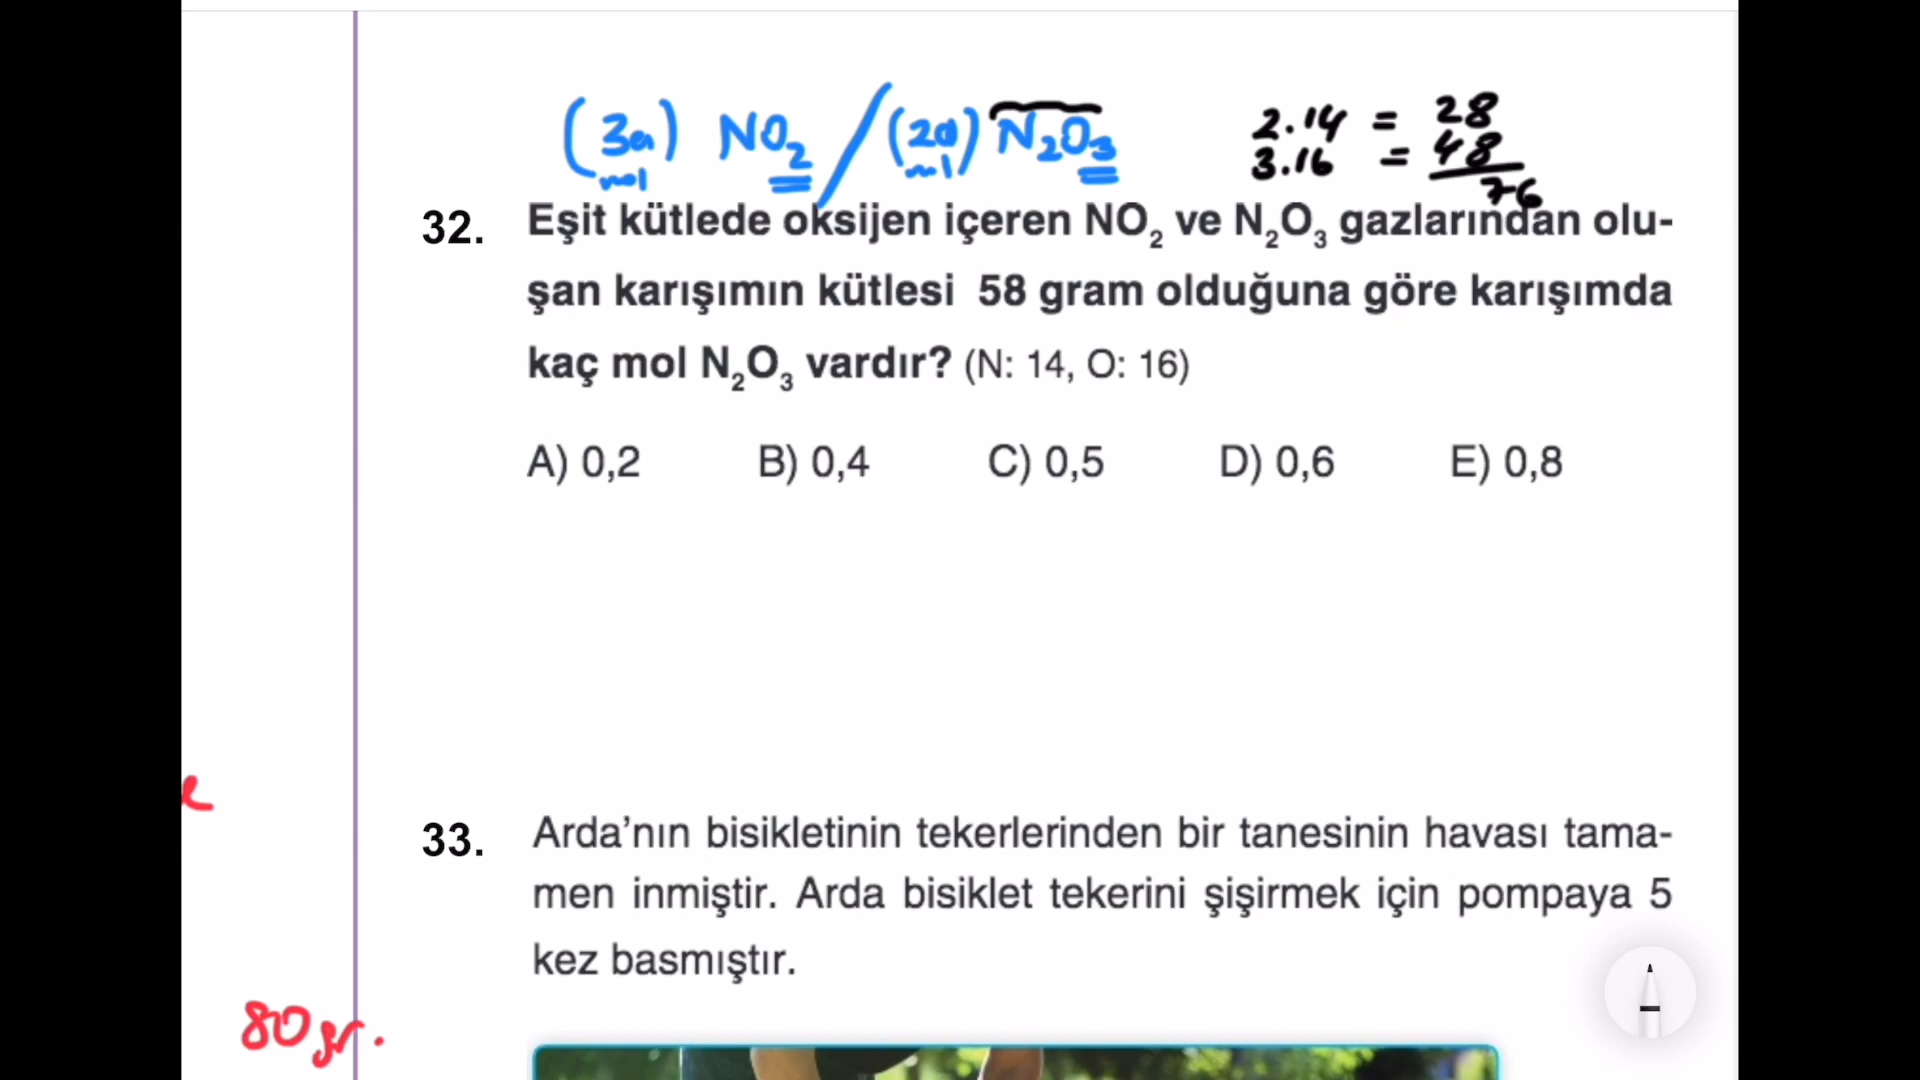 (3a) NO₂ / (2a) N₂O₃
mol mol
2.14 = 28
3.16 = 48
76
32. Eşit kütlede oksijen içeren NO₂ ve N₂O₃ gazlarından olu-
şan karışımın kütlesi 58 gram olduğuna göre karışımda
kaç mol N₂O₃ vardır? (N: 14, O: 16)
A) 0,2 B) 0,4 C) 0,5 D) 0,6 E) 0,8
33. Arda’nın bisikletinin tekerlerinden bir tanesinin havası tama-
men inmiştir. Arda bisiklet tekerini şişirmek için pompaya 5
kez basmıştır.
80gr.